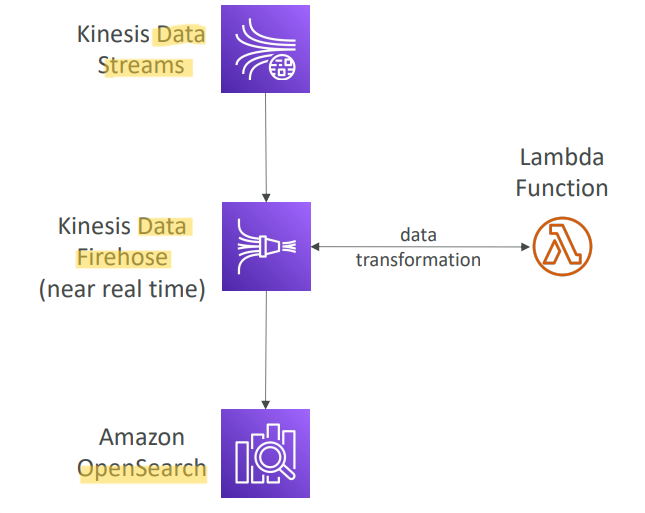 Kinesis Data
Streams
Lambda
Function
Kinesis Data
Firehose
(near real time)
data
transformation
Amazon
OpenSearch